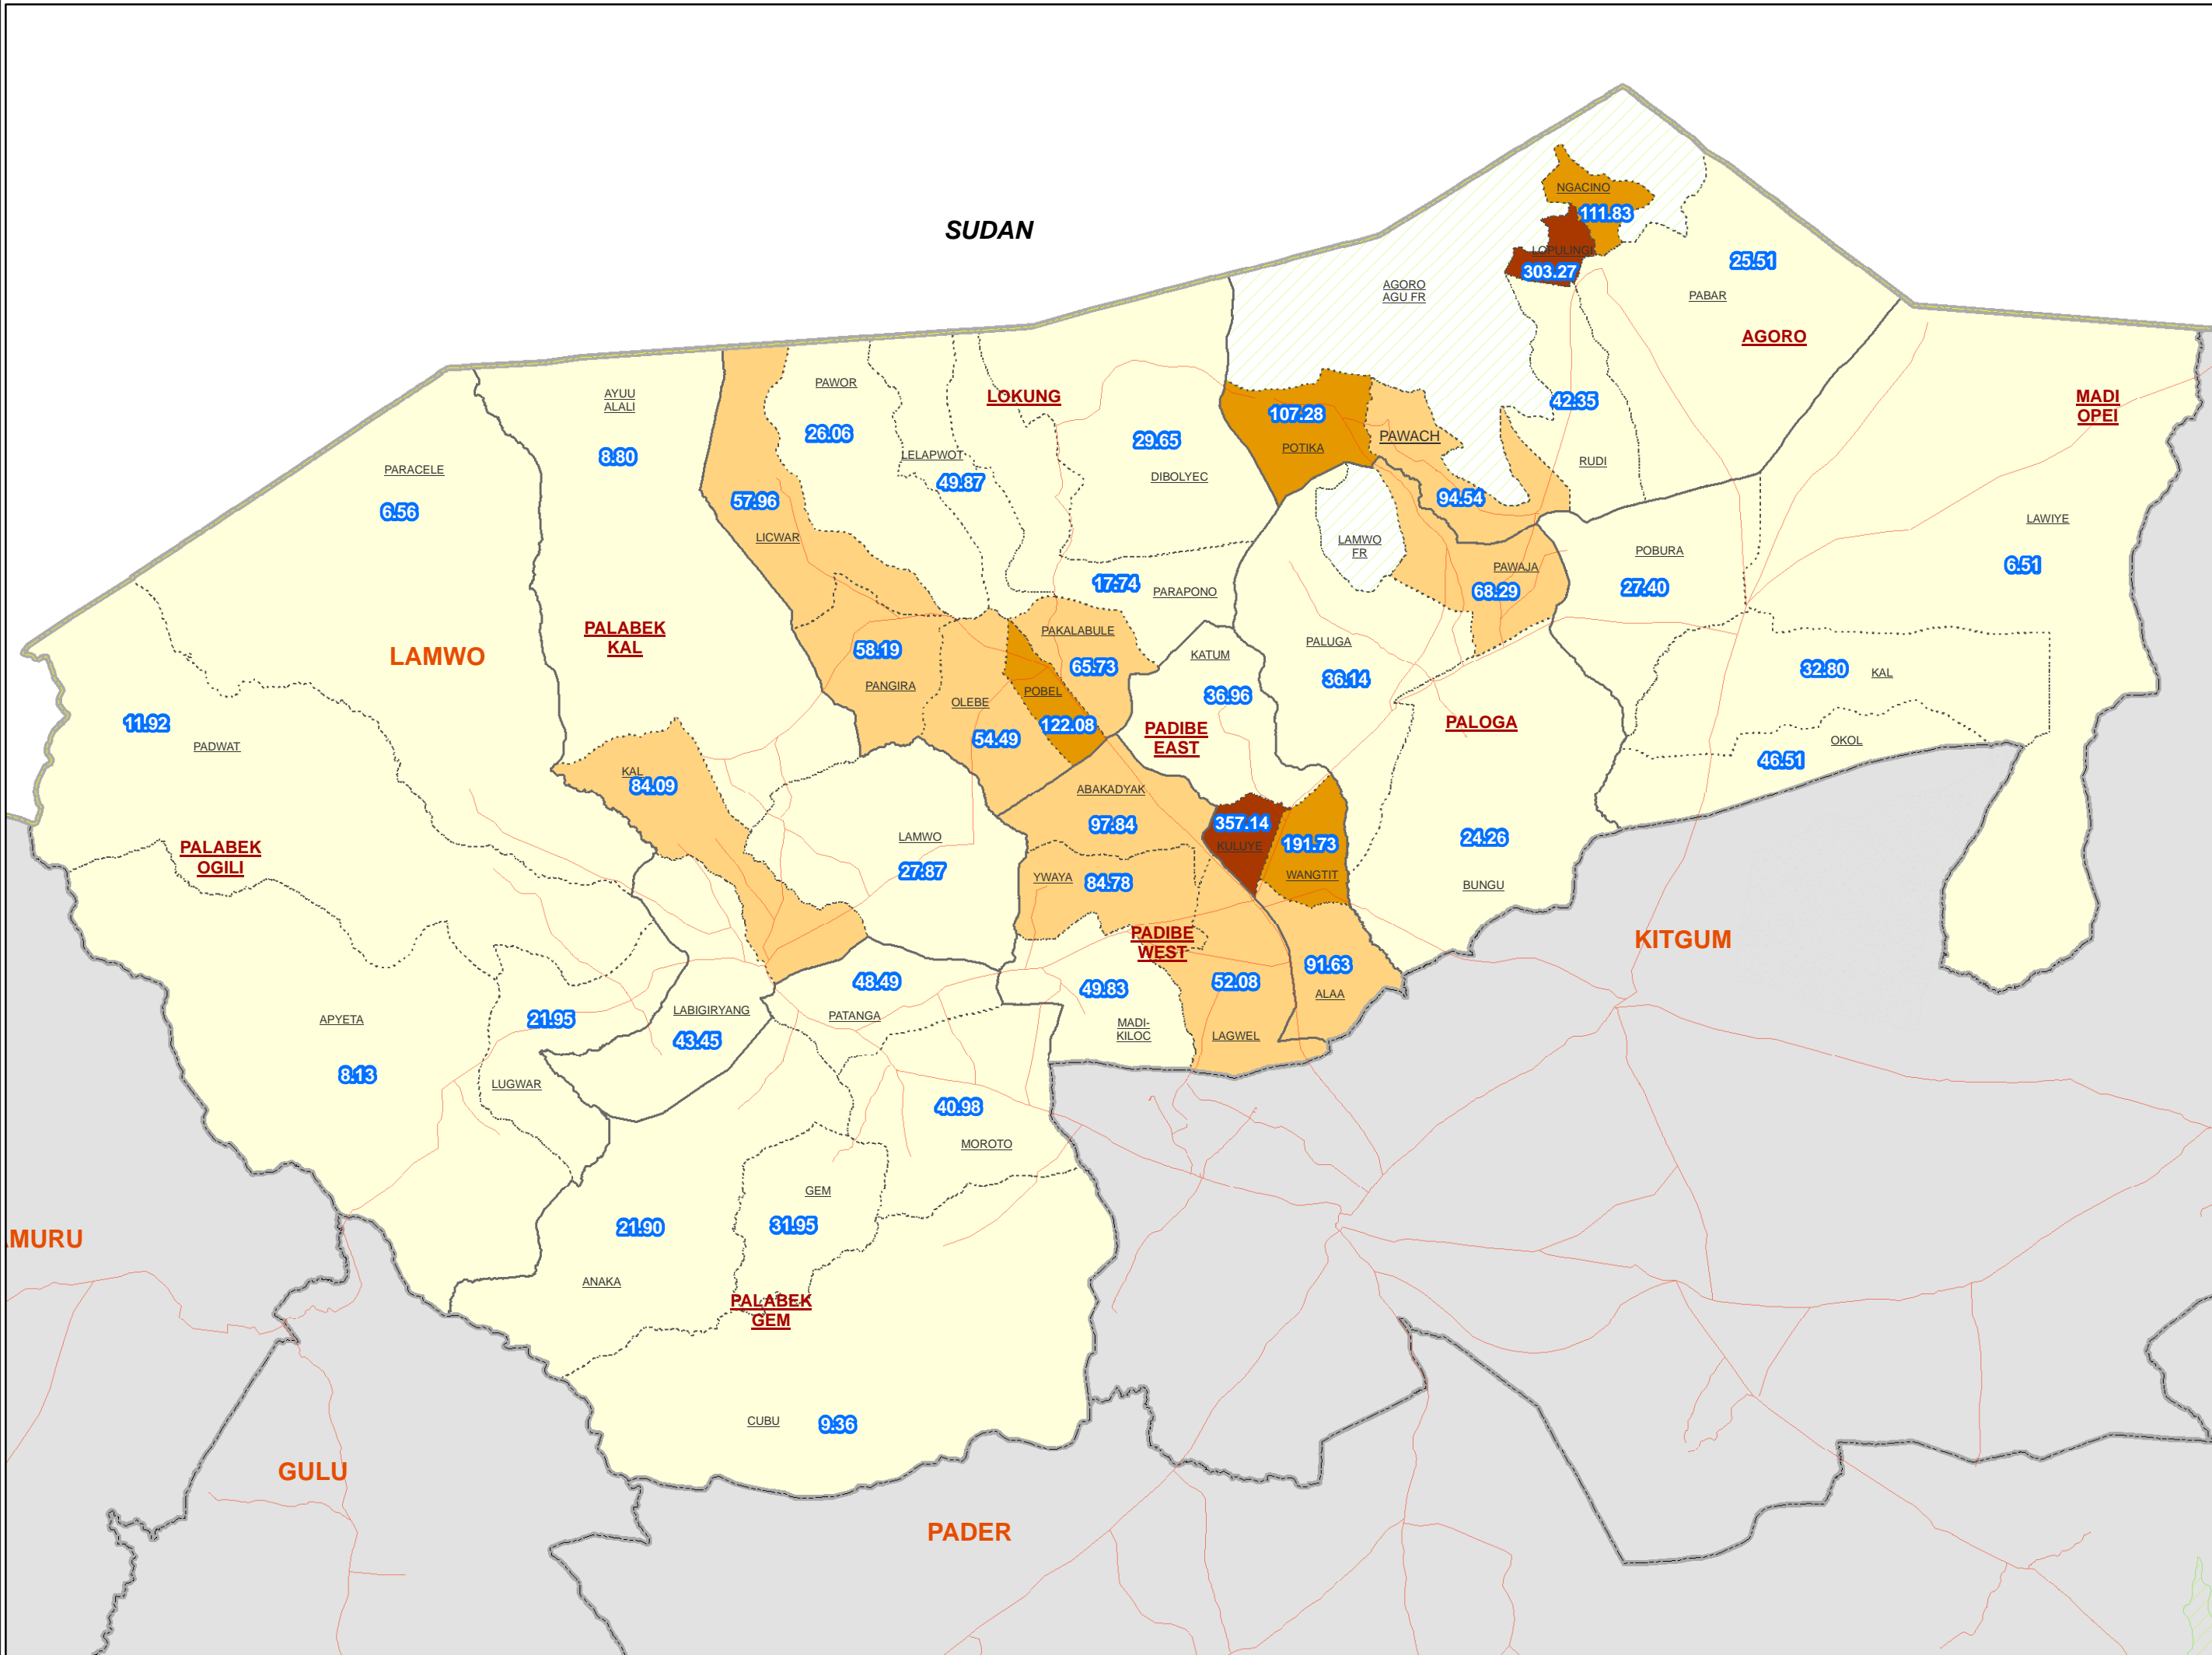 NGACINO
111.83
SUDAN
LOPULINGI
303.27
25.51
AGORO
AGU FR
PABAR
AGORO
AYUU
ALALI
PAWOR
LOKUNG
42.35
MADI
OPEI
107.28
26.06
PAWACH
29.65
POTIKA
8.80
LELAPWOT
PARACELE
RUDI
DIBOLYEC
49.87
57.96
94.54
6.56
LAWIYE
LICWAR
LAMWO
FR
POBURA
PAWAJA
6.51
17.74
PARAPONO
68.29
27.40
PALABEK
KAL
PAKALABULE
LAMWO
58.19
KATUM
PALUGA
65.73
32.80
KAL
PANGIRA
POBEL
36.14
OLEBE
36.96
11.92
122.08
PALOGA
PADWAT
54.49
PADIBE
EAST
OKOL
46.51
KAL
84.09
ABAKADYAK
97.84
357.14
LAMWO
24.26
PALABEK
OGILI
KULUYE
191.73
27.87
YWAYA
84.78
WANGTIT
BUNGU
PADIBE
WEST
KITGUM
91.63
48.49
52.08
49.83
ALAA
LABIGIRYANG
PATANGA
APYETA
21.95
MADI-
KILOC
LAGWEL
43.45
8.13
LUGWAR
40.98
MOROTO
GEM
31.95
21.90
MURU
ANAKA
PALABEK
GEM
CUBU
9.36
GULU
PADER